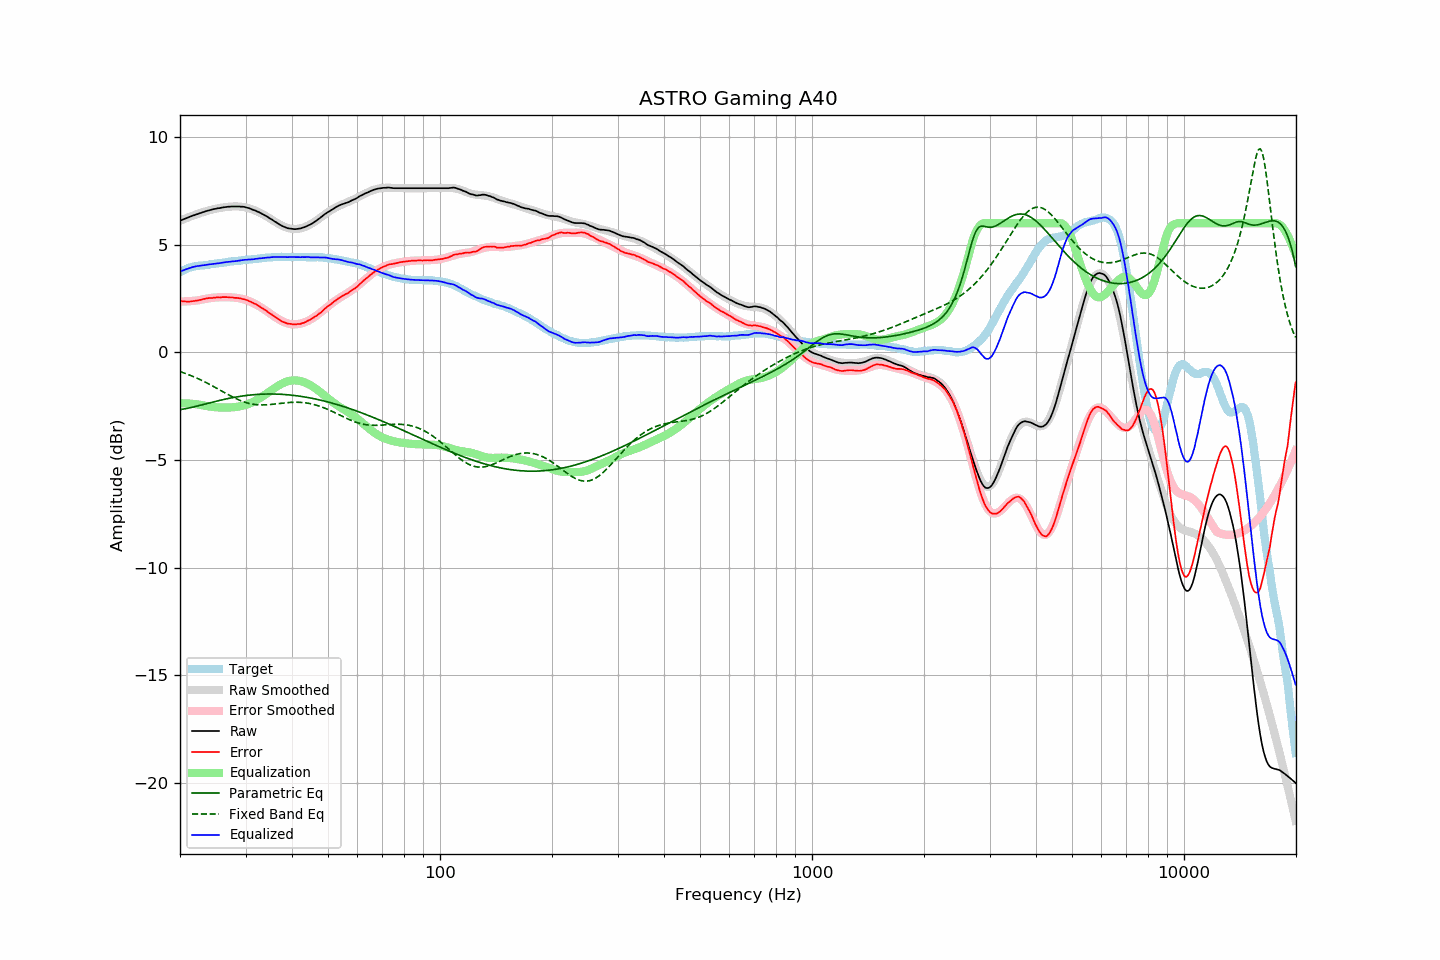 ASTRO Gaming A40
Amplitude (dBr)
10
5
0
−5
−10
−15
−20
Target
Raw Smoothed
Error Smoothed
Raw
Error
Equalization
Parametric Eq
Fixed Band Eq
Equalized
100
1000
10000
Frequency (Hz)